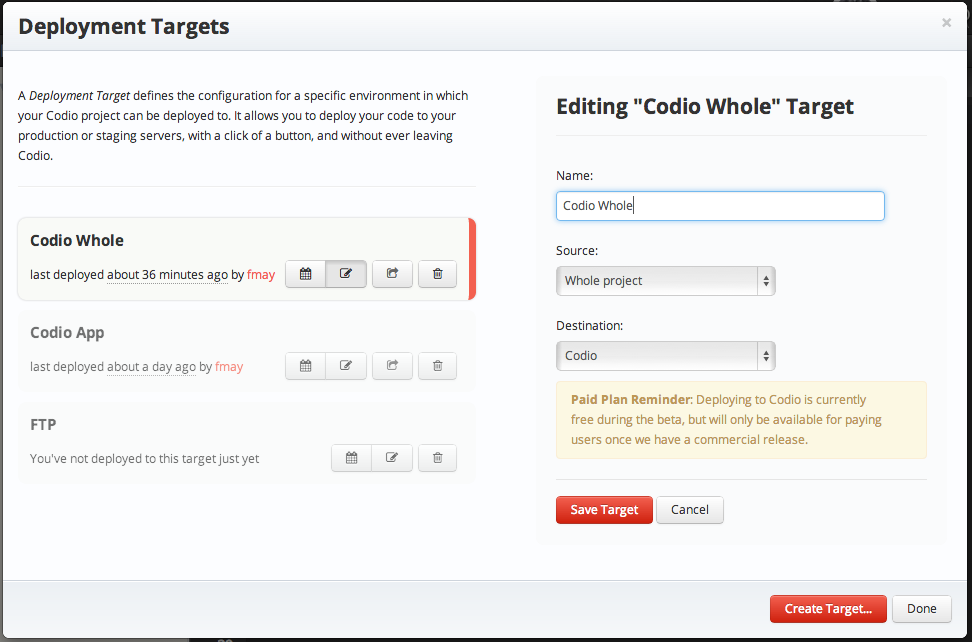 Deployment Targets
×
A Deployment Target defines the configuration for a specific environment in which
your Codio project can be deployed to. It allows you to deploy your code to your
production or staging servers, with a click of a button, and without ever leaving
Codio.
Codio Whole
last deployed about 36 minutes ago by fmay
Codio App
last deployed about a day ago by fmay
FTP
You've not deployed to this target just yet
Editing "Codio Whole" Target
Name:
Codio Whole
Source:
Whole project
Destination:
Codio
Paid Plan Reminder: Deploying to Codio is currently
free during the beta, but will only be available for paying
users once we have a commercial release.
Save Target
Cancel
Create Target...
Done